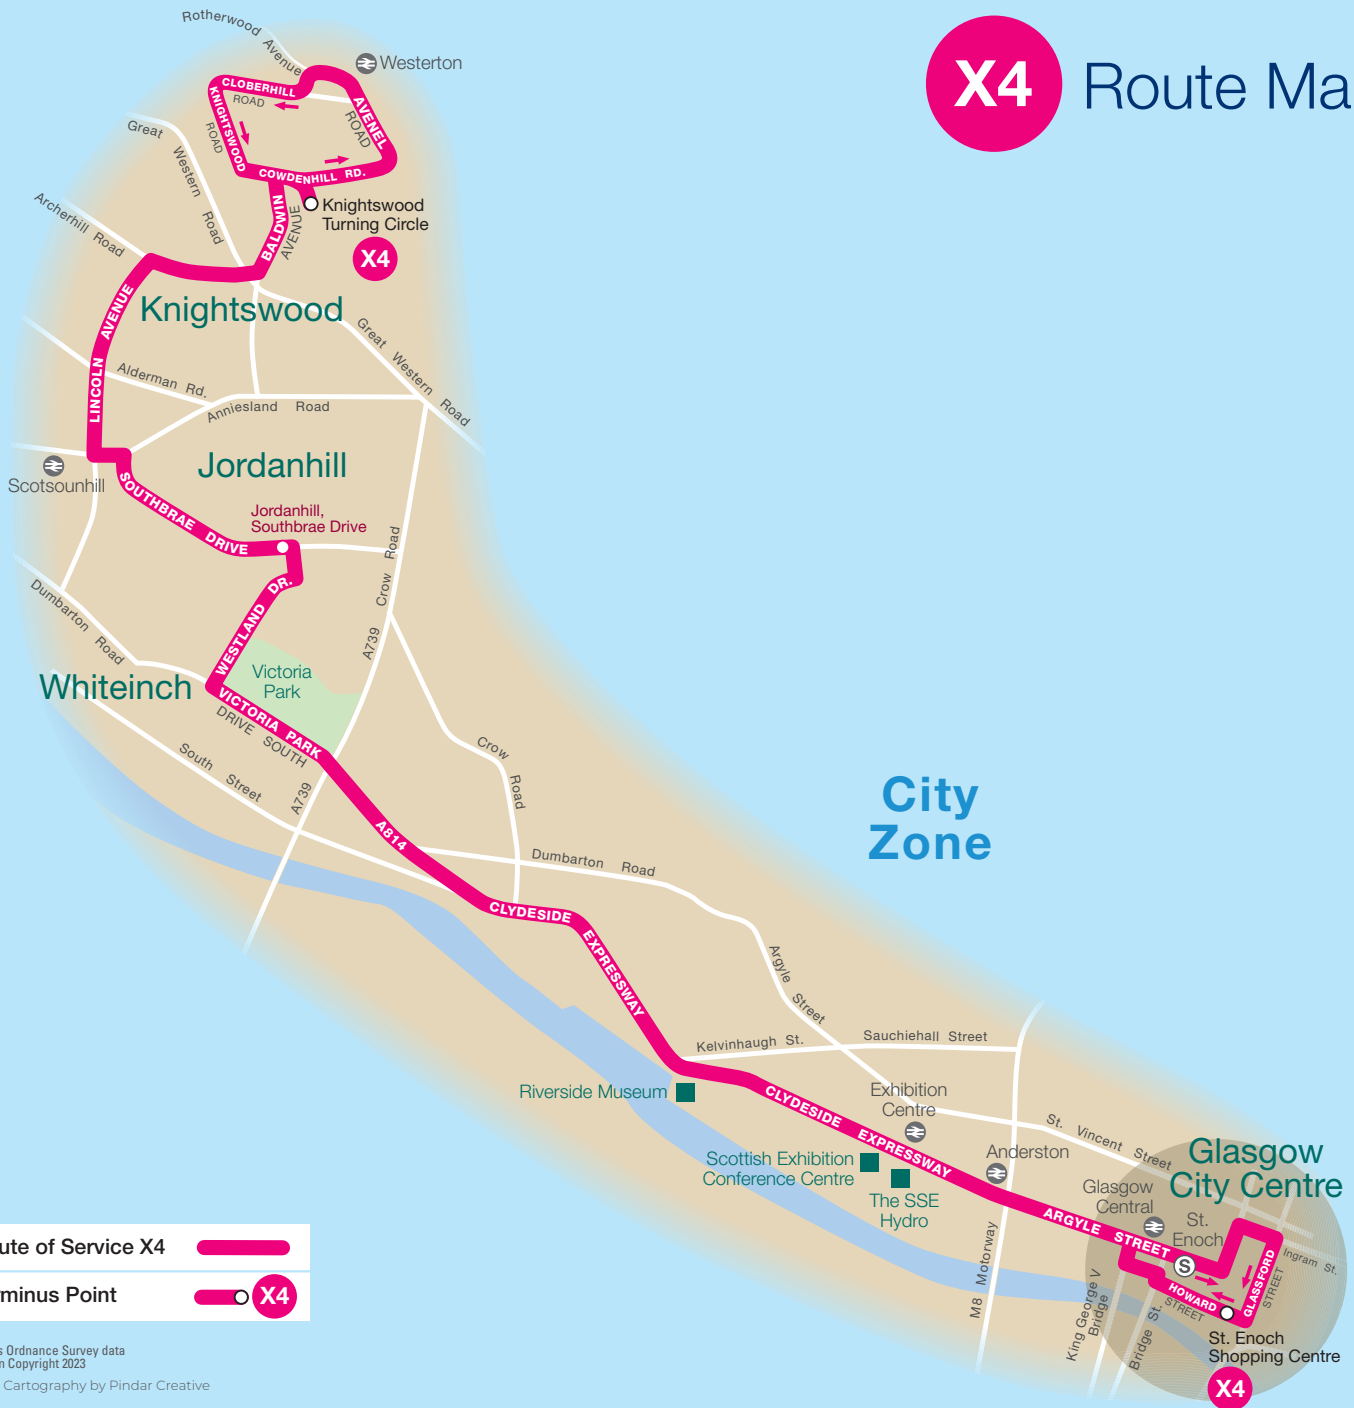 X4 Route Ma
Rotherwood Avenue
Westerton
CLOBERHILL
ROAD
KNIGHTSWOOD
ROAD
AVENEL
ROAD
COWDENHILL RD.
Great Western Road
BALDWIN
AVENUE
Knightswood
Turning Circle
X4
Archerhill Road
Knightswood
LINCOLN AVENUE
Great Western Road
Alderman Rd.
Anniesland Road
Jordanhill
Scotsounhill
SOUTHBRAE DRIVE
Jordanhill,
Southbrae Drive
Crow Road
A739
Dumbarton Road
WESTLAND DR.
Victoria
Park
Whiteinch
VICTORIA PARK
DRIVE SOUTH
South Street
A739
Crow Road
A814
City
Zone
Dumbarton Road
CLYDESIDE EXPRESSWAY
Argyle Street
Kelvinhaugh St.
Sauchiehall Street
Riverside Museum
CLYDESIDE EXPRESSWAY
Exhibition
Centre
Scottish Exhibition
Conference Centre
The SSE
Hydro
Anderston
St. Vincent Street
Glasgow
City Centre
Glasgow
Central
St.
Enoch
ARGYLE STREET
S
M8 Motorway
King George V
Bridge
Bridge St.
HOWARD
STREET
GLASSFORD
STREET
Ingram St.
St. Enoch
Shopping Centre
X4
ute of Service X4
rminus Point
X4
s Ordnance Survey data
n Copyright 2023
Cartography by Pindar Creative